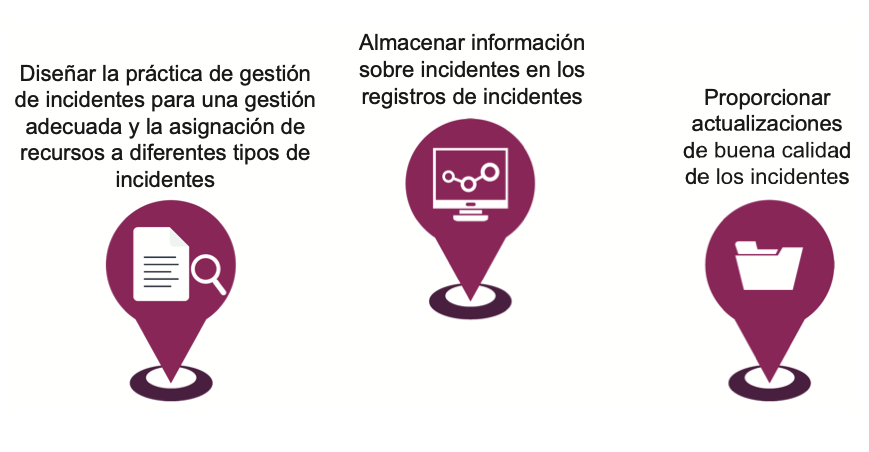 Diseñar la práctica de gestión
de incidentes para una gestión
adecuada y la asignación de
recursos a diferentes tipos de
incidentes
Almacenar información
sobre incidentes en los
registros de incidentes
Proporcionar
actualizaciones
de buena calidad
de los incidentes